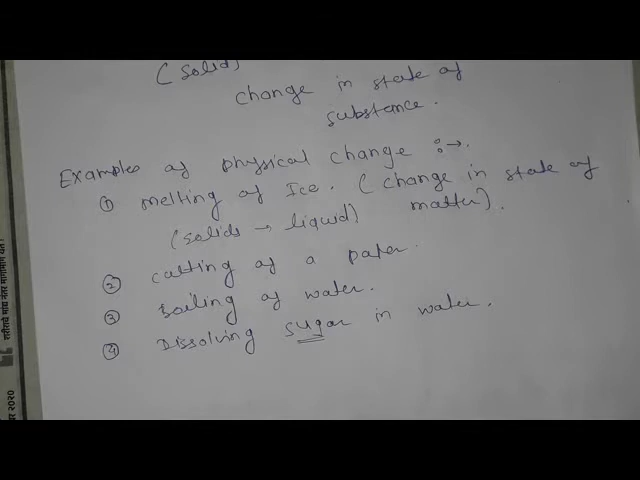 (solid)
change in state of
substance.
Examples of physical change :→.
① melting of Ice. (change in state of
(solids → liquid) matter).
② Cutting of a paper.
③ Boiling of water.
④ Dissolving sugar in water.
२०२०